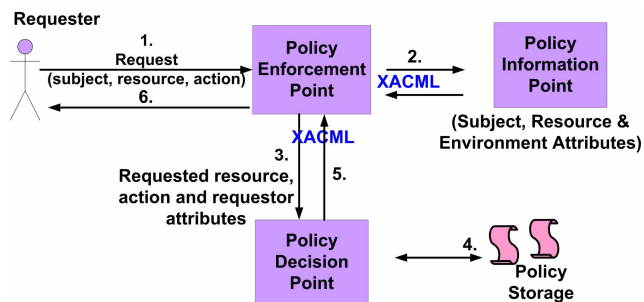 Requester
1.
Request
(subject, resource, action)
6.
Policy
Enforcement
Point
2.
XACML
Policy
Information
Point
(Subject, Resource &
Environment Attributes)
XACML
3.
5.
Requested resource,
action and requestor
attributes
Policy
Decision
Point
4.
Policy
Storage